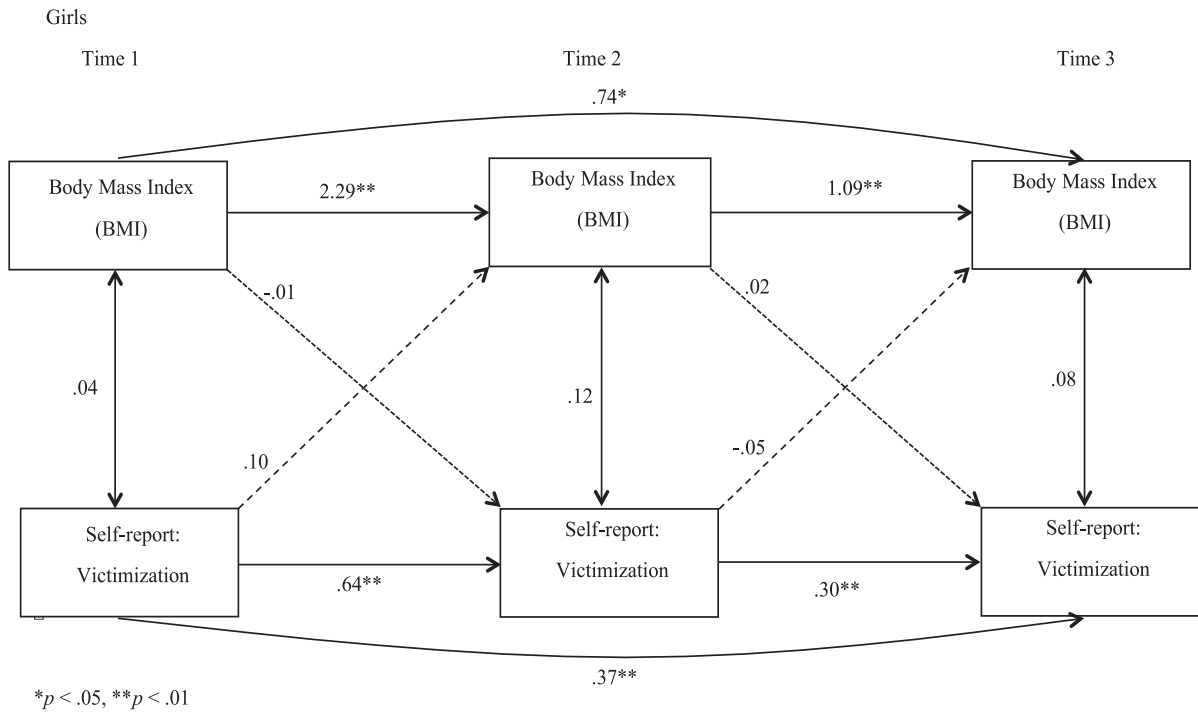 Girls
Time 1
Time 2
Time 3
.74*
Body Mass Index
(BMI)
2.29**
Body Mass Index
(BMI)
1.09**
Body Mass Index
(BMI)
-.01
.02
.04
.12
.08
.10
-.05
Self-report:
Victimization
.64**
Self-report:
Victimization
.30**
Self-report:
Victimization
.37**
*p < .05, **p < .01